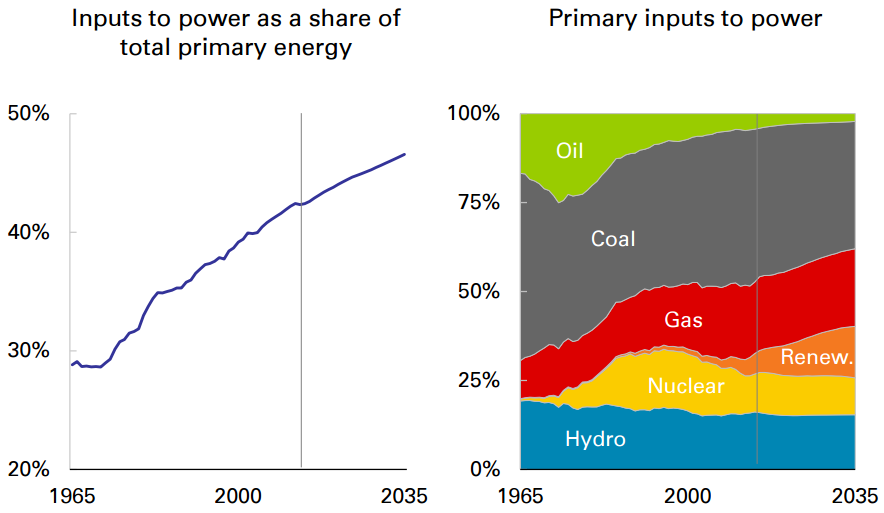 Inputs to power as a share of
total primary energy
50%
40%
30%
20%
1965
2000
2035
Primary inputs to power
100%
75%
50%
25%
0%
Oil
Coal
Gas
Renew.
Nuclear
Hydro
1965
2000
2035